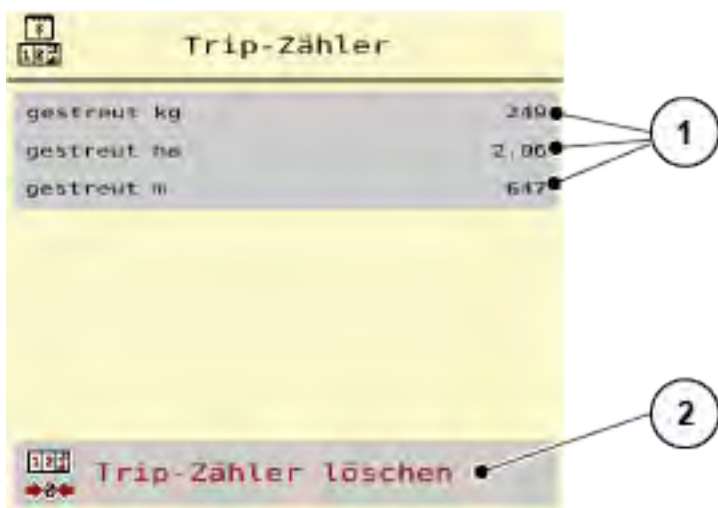 Trip-Zähler
gestreut kg 249
gestreut ha 2.06
gestreut m 647
1
Trip-Zähler löschen
2